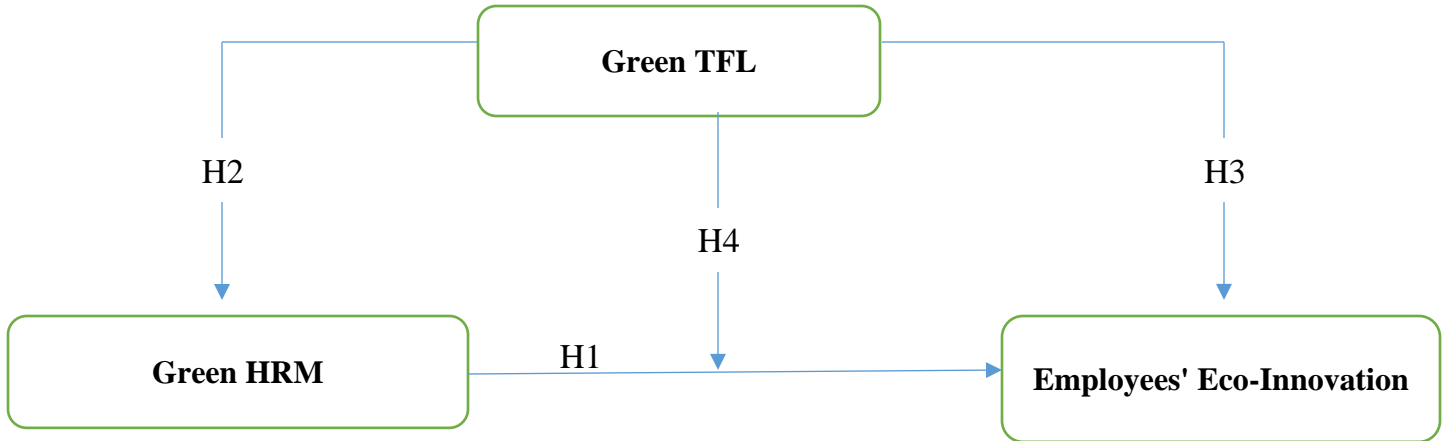 Green TFL
H2
H3
H4
H1
Green HRM
Employees' Eco-Innovation